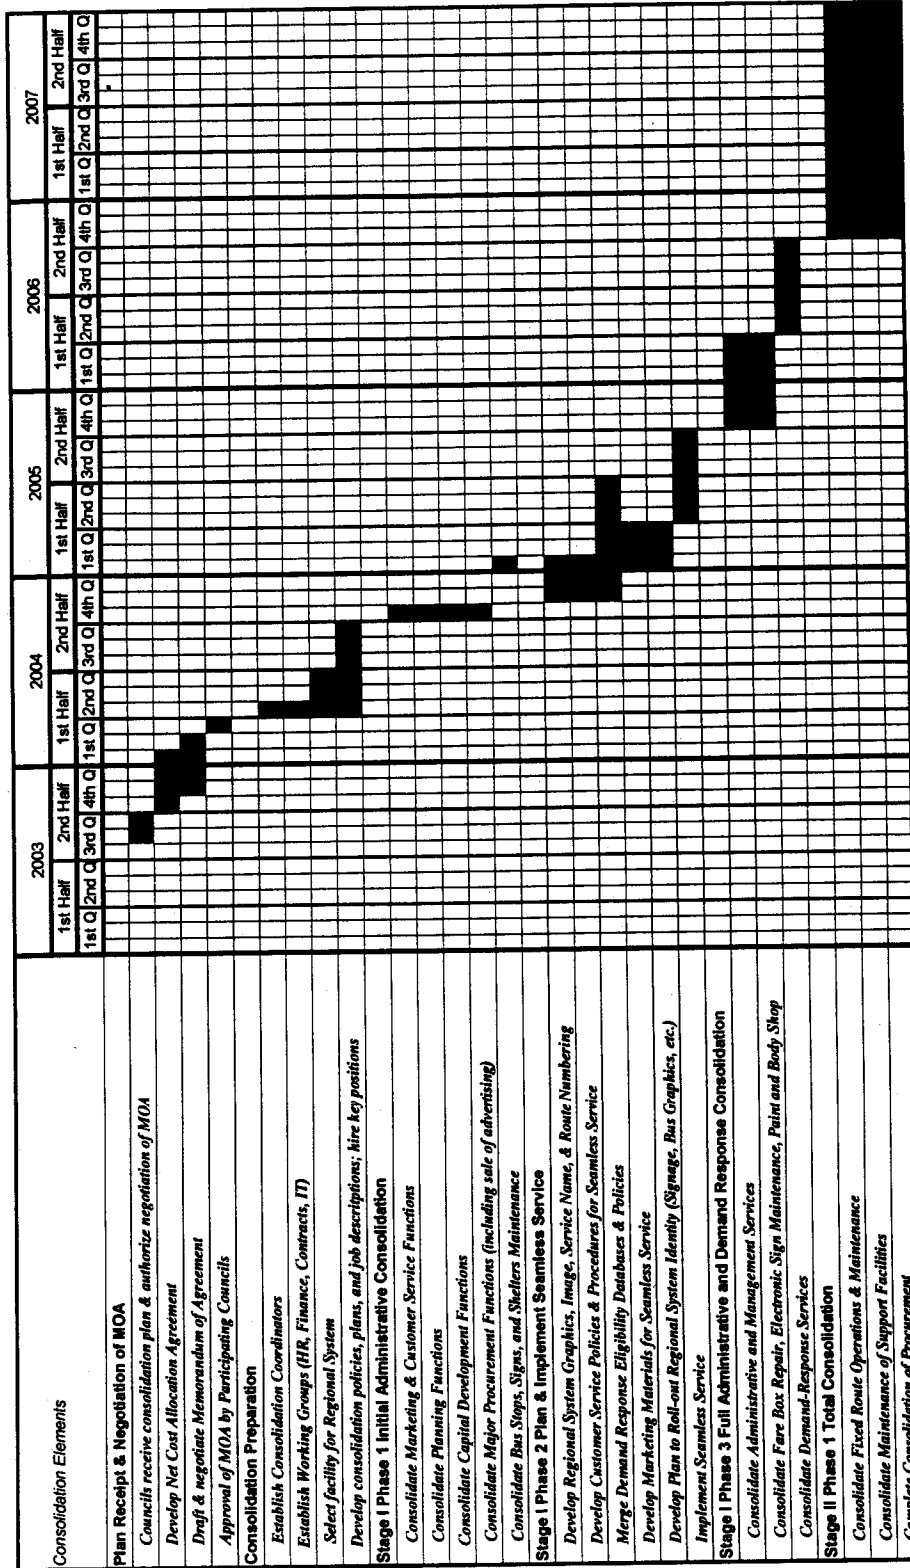 2003 2004 2005 2006 2007
1st Half 2nd Half 1st Half 2nd Half 1st Half 2nd Half 1st Half 2nd Half 1st Half 2nd Half
Consolidation Elements 1st Q 2nd Q 3rd Q 4th Q 1st Q 2nd Q 3rd Q 4th Q 1st Q 2nd Q 3rd Q 4th Q 1st Q 2nd Q 3rd Q 4th Q 1st Q 2nd Q 3rd Q 4th Q
Plan Receipt & Negotiation of MOA
Councils receive consolidation plan & authorize negotiation of MOA
Develop Net Cost Allocation Agreement
Draft & negotiate Memorandum of Agreement
Approval of MOA by Participating Councils
Consolidation Preparation
Establish Consolidation Coordinators
Establish Working Groups (HR, Finance, Contracts, IT)
Select facility for Regional System
Develop consolidation policies, plans, and job descritptions; hire key positions
Stage I Phase 1 Initial Administrative Consolidation
Consolidate Marketing & Customer Service Functions
Consolidate Planning Functions
Consolidate Capital Development Functions
Consolidate Major Procurement Functions (including sale of advertising)
Consolidate Bus Stops, Signs, and Shelters Maintenance
Stage I Phase 2 Plan & Implement Seamless Service
Develop Regional System Graphics, Image, Service Name, & Route Numbering
Develop Customer Service Policies & Procedures for Seamless Service
Merge Demand Response Eligibility Databases & Policies
Develop Marketing Materials for Seamless Service
Develop Plan to Roll-out Regional System Identity (Signage, Bus Graphics, etc.)
Implement Seamless Service
Stage I Phase 3 Full Administrative and Demand Response Consolidation
Consolidate Administrative and Management Services
Consolidate Fare Box Repair, Electronic Sign Maintenance, Paint and Body Shop
Consolidate Demand-Response Services
Stage II Phase 1 Total Consolidation
Consolidate Fixed Route Operations & Maintenance
Consolidate Maintenance of Support Facilities
Complete Consolidation of Procurement